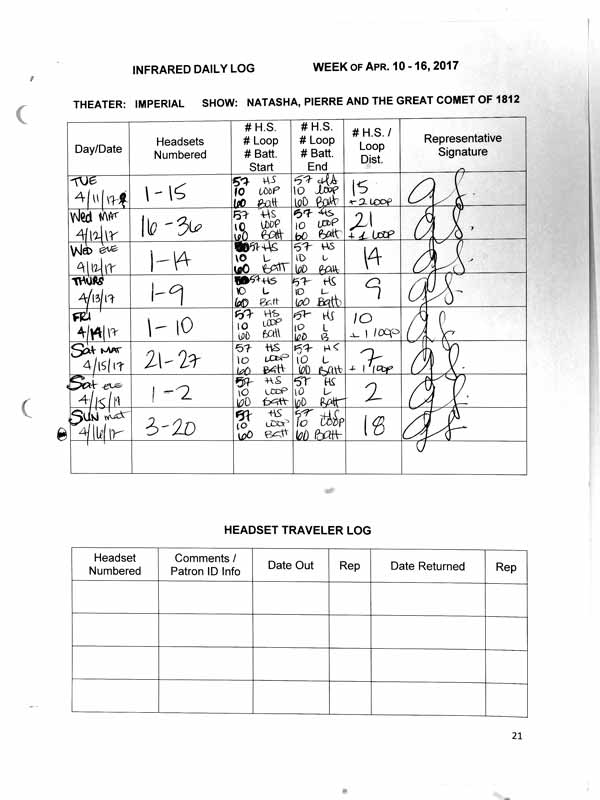 INFRARED DAILY LOG WEEK OF APR. 10 - 16, 2017
THEATER: IMPERIAL SHOW: NATASHA, PIERRE AND THE GREAT COMET OF 1812
Day/Date Headsets Numbered # H.S. # Loop # Batt. Start # H.S. # Loop # Batt. End # H.S. / Loop Dist. Representative Signature
TUE 57 HS 57 HS
4/11/17 1-15 10 LOOP 10 loop 15
60 Batt 60 Batt + 2 loop
Wed MAT 57 HS 57 HS
4/12/17 16-36 10 LOOP 10 loop 21
60 Batt 60 Batt + 1 LOOP
WED EVE 57 HS 57 HS
4/12/17 1-14 10 L 10 L 14
60 Batt 60 Batt
THURS 57 HS 57 HS
4/13/17 1-9 10 L 10 L 9
60 Batt 60 Batt
FRI 57 HS 57 HS
4/14/17 1-10 10 LOOP 10 L 10
60 Batt 60 B + 1 loop
Sat MAT 57 HS 57 HS
4/15/17 21-27 10 LOOP 10 L 7
60 Batt 60 Batt + 1 loop
Sat EVE 57 HS 57 HS
4/15/17 1-2 10 LOOP 10 L 2
60 Batt 60 Batt
SUN mat 57 HS 57 HS
4/16/17 3-20 10 LOOP 10 LOOP 18
60 Batt 60 Batt
HEADSET TRAVELER LOG
Headset Numbered Comments / Patron ID Info Date Out Rep Date Returned Rep
21